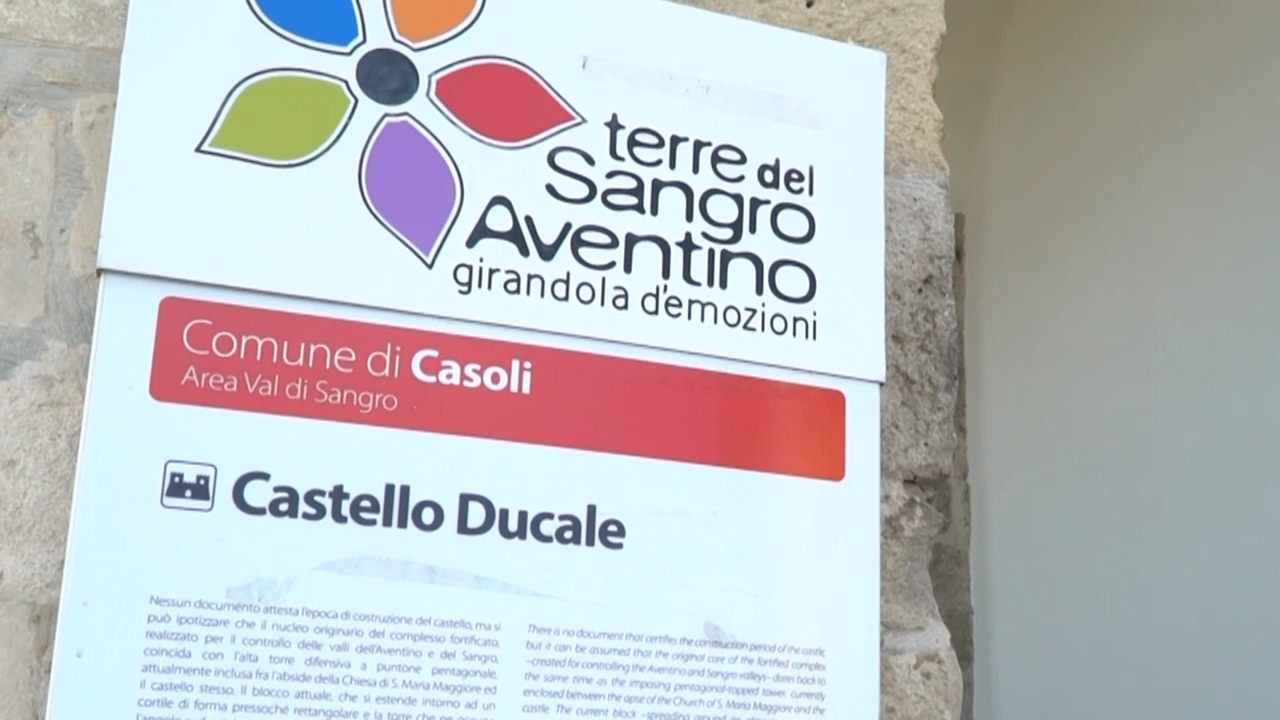 terre del
Sangro
Aventino
girandola d'emozioni
Comune di Casoli
Area Val di Sangro
Castello Ducale
Nessun documento attesta l'epoca di costruzione del castello, ma si
può ipotizzare che il nucleo originario del complesso fortificato,
realizzato per il controllo delle valli dell'Aventino e del Sangro,
coincida con l'alta torre difensiva a puntone pentagonale,
attualmente inclusa fra l'abside della Chiesa di S. Maria Maggiore ed
il castello stesso. Il blocco attuale, che si estende intorno ad un
cortile di forma pressoché rettangolare e la torre che ne
There is no document that certifies the construction period of the castle,
but it can be assumed that the original core of the fortified complex
–created for controlling the Aventino and Sangro valleys– dates back to
the same time as the imposing pentagonal-topped tower, currently
enclosed between the apse of the Church of S. Maria Maggiore and the
castle. The current block –spreading around an